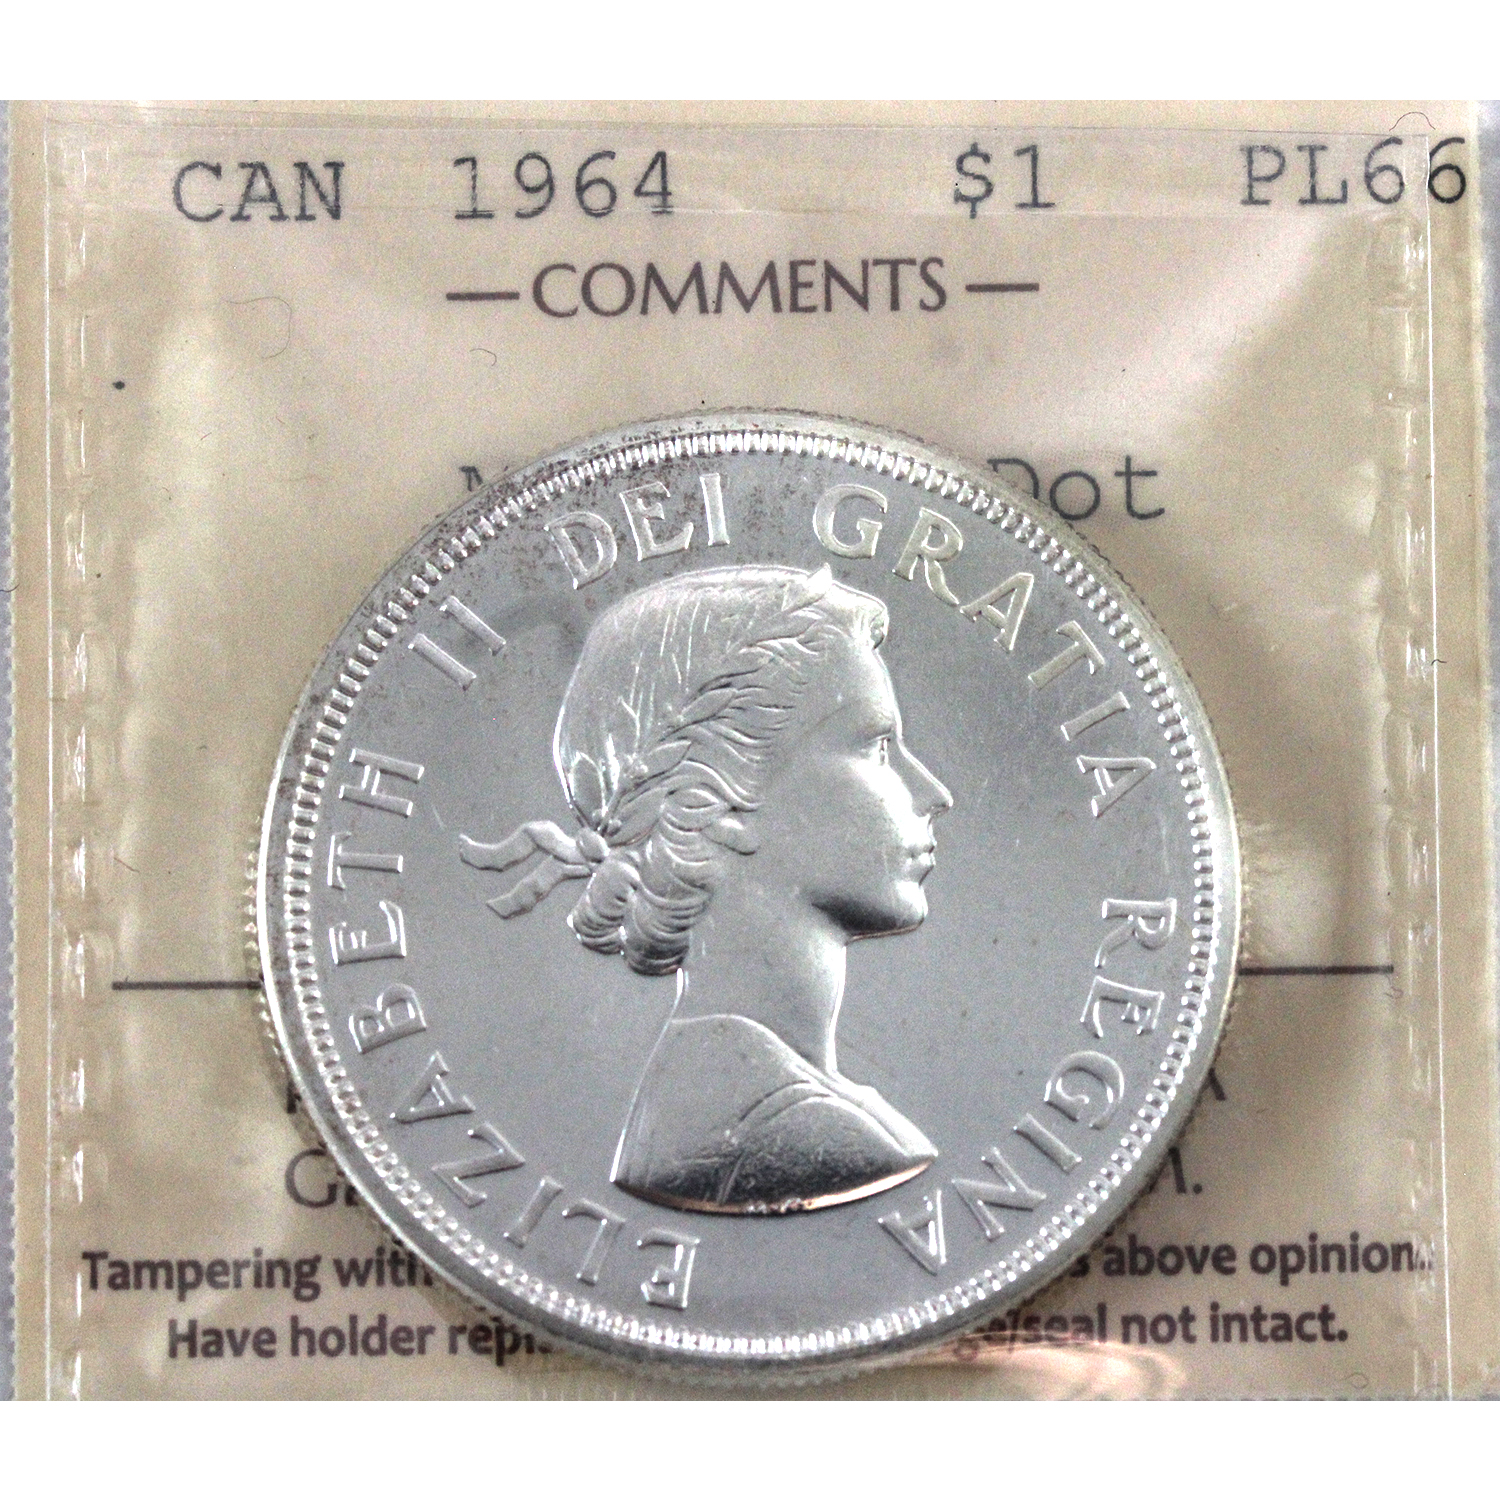 CAN 1964 $1 PL66
— COMMENTS —
Dot
ELIZABETH II DEI GRATIA REGINA
Tampering with above opinion.
Have holder seal not intact.